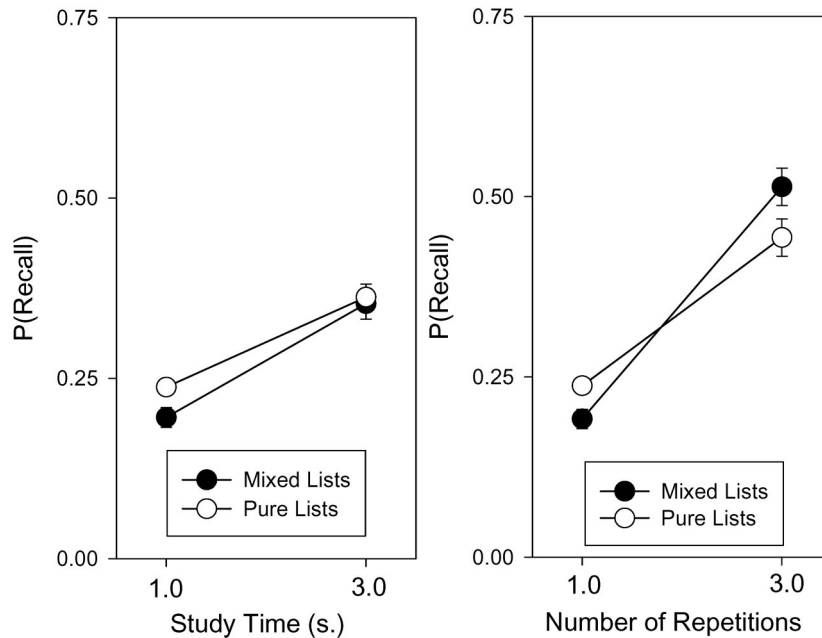 P(Recall)
0.75
0.50
0.25
0.00
1.0
3.0
Study Time (s.)
Mixed Lists
Pure Lists
P(Recall)
0.75
0.50
0.25
0.00
1.0
3.0
Number of Repetitions
Mixed Lists
Pure Lists